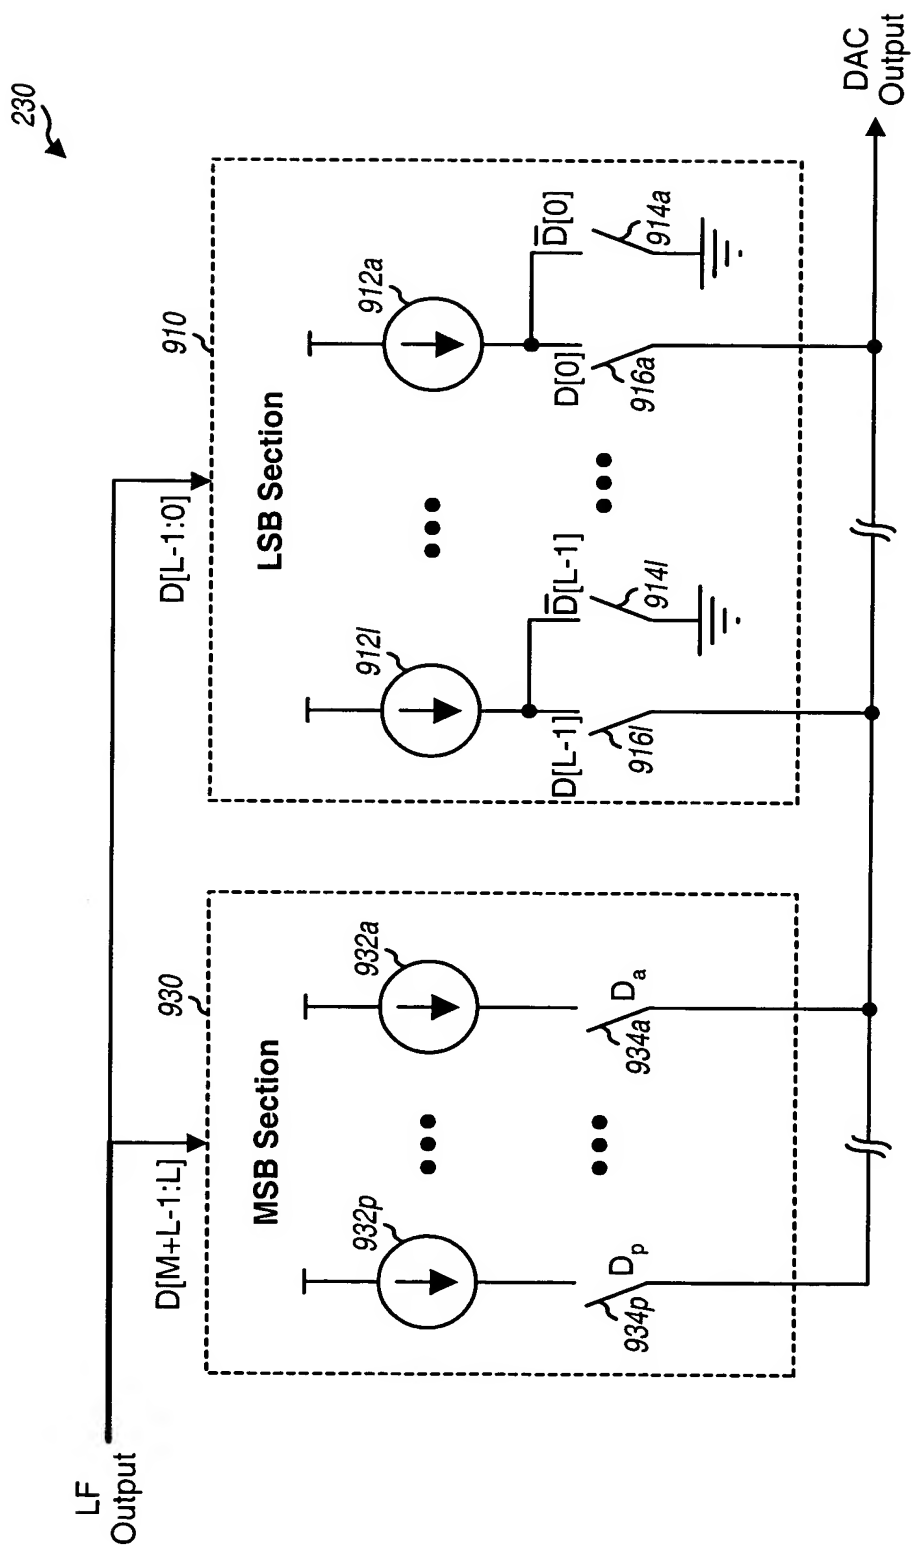 230
LF
Output
D[M+L-1:L]
D[L-1:0]
930
910
MSB Section
LSB Section
932p
932a
912l
912a
D[L-1]
D̅[L-1]
D[0]
D̅[0]
934p
Dp
934a
Da
916l
914l
916a
914a
DAC
Output